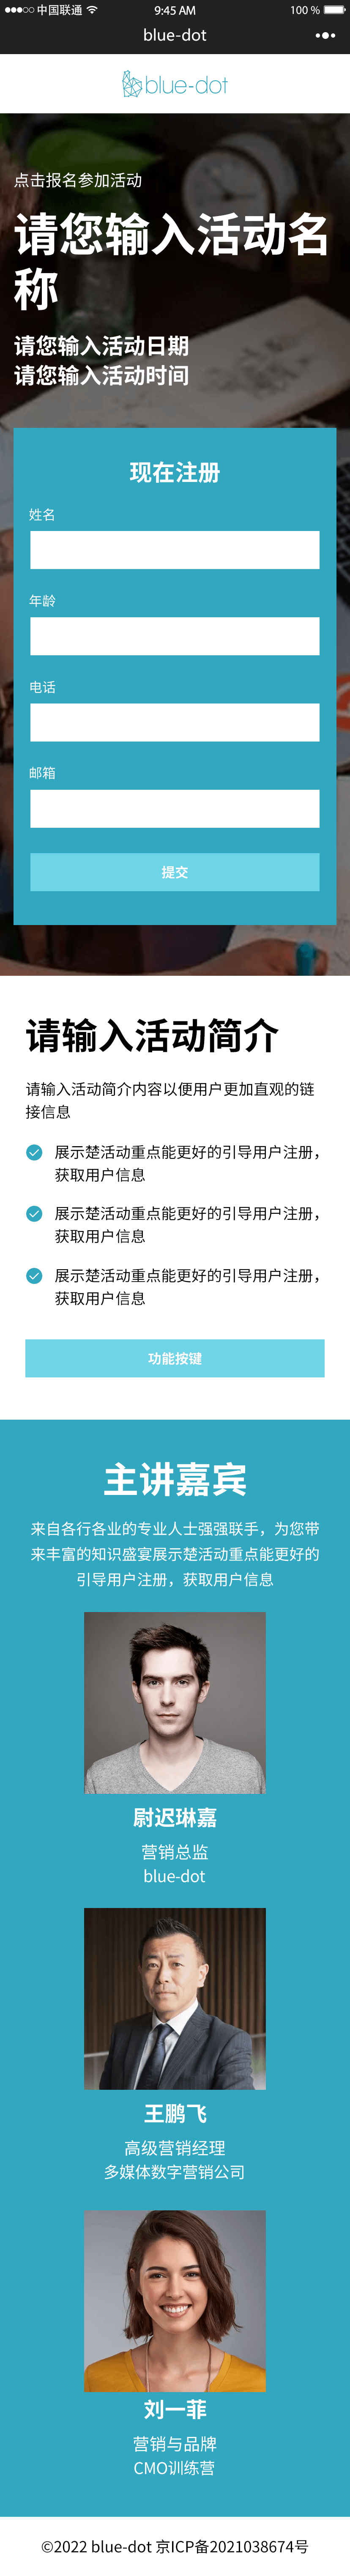 中国联通
9:45 AM
100 %
blue-dot
blue-dot
点击报名参加活动
请您输入活动名
称
请您输入活动日期
请您输入活动时间
现在注册
姓名
年龄
电话
邮箱
提交
请输入活动简介
请输入活动简介内容以便用户更加直观的链
接信息
展示楚活动重点能更好的引导用户注册，
获取用户信息
展示楚活动重点能更好的引导用户注册，
获取用户信息
展示楚活动重点能更好的引导用户注册，
获取用户信息
功能按键
主讲嘉宾
来自各行各业的专业人士强强联手，为您带
来丰富的知识盛宴展示楚活动重点能更好的
引导用户注册，获取用户信息
尉迟琳嘉
营销总监
blue-dot
王鹏飞
高级营销经理
多媒体数字营销公司
刘一菲
营销与品牌
CMO训练营
©2022 blue-dot 京ICP备2021038674号